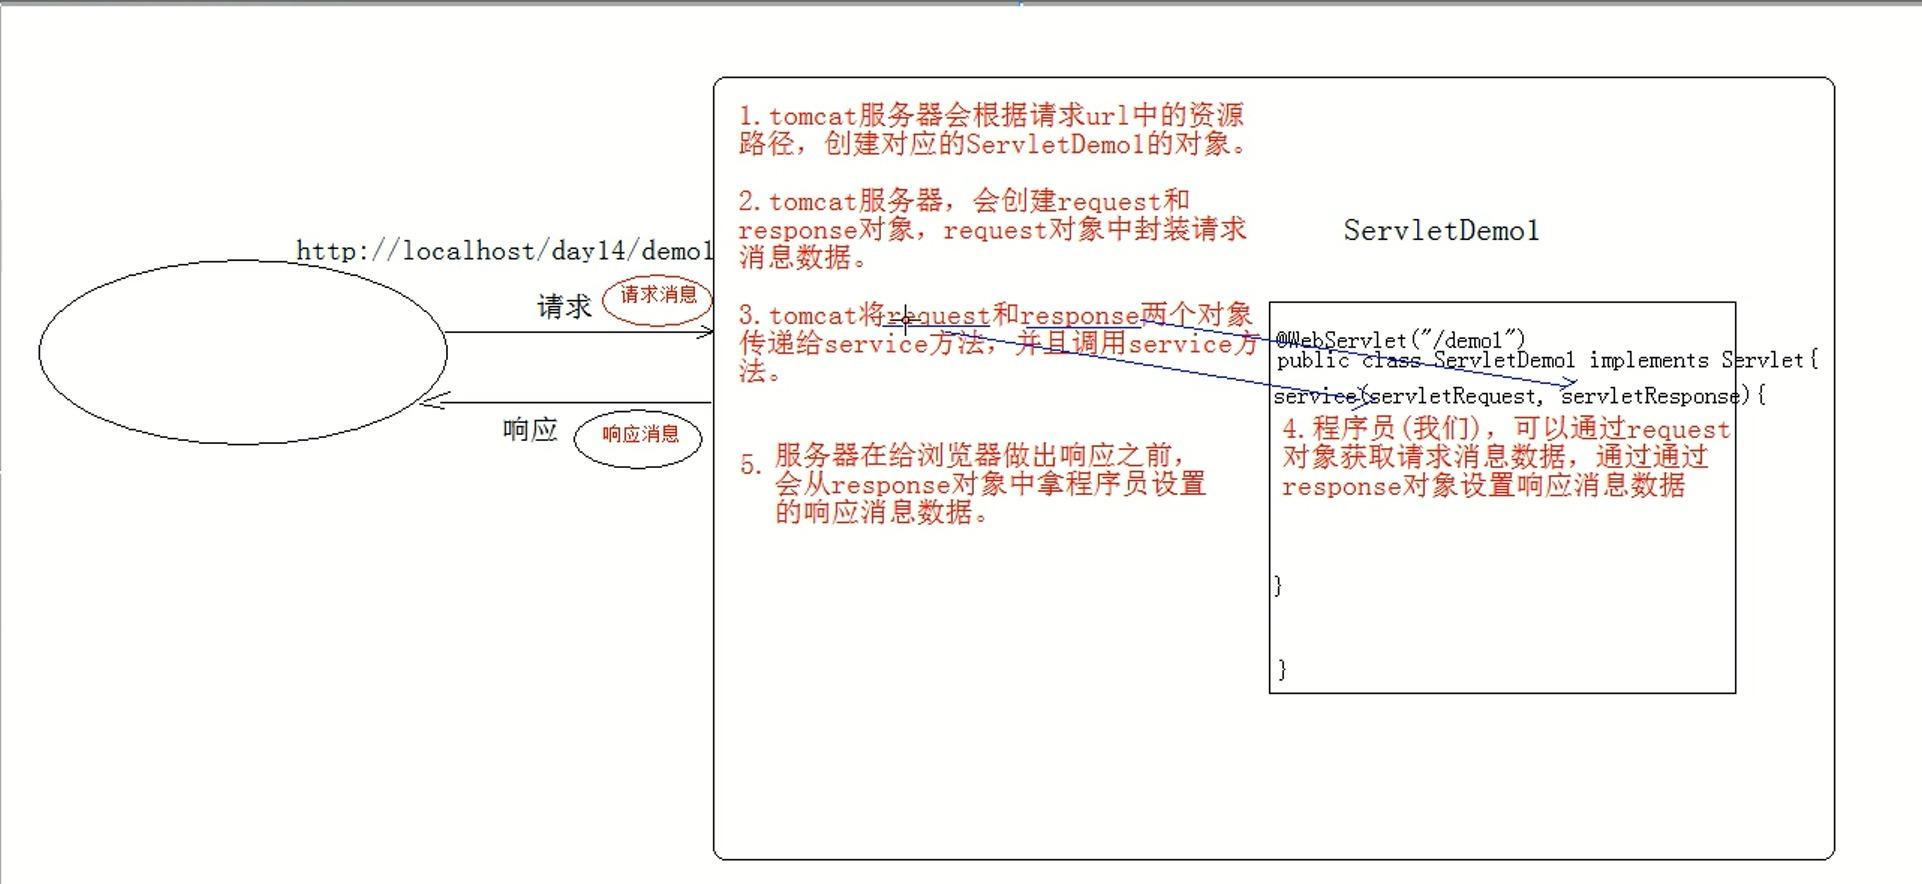 http://localhost/day14/demo1
请求
请求消息
响应
响应消息
1.tomcat服务器会根据请求url中的资源
路径，创建对应的ServletDemo1的对象。
2.tomcat服务器，会创建request和
response对象，request对象中封装请求
消息数据。
3.tomcat将request和response两个对象
传递给service方法，并且调用service方
法。
5.服务器在给浏览器做出响应之前，
会从response对象中拿程序员设置
的响应消息数据。
ServletDemo1
@WebServlet("/demo1")
public class ServletDemo1 implements Servlet{
service(servletRequest, servletResponse){
4.程序员(我们)，可以通过request
对象获取请求消息数据，通过通过
response对象设置响应消息数据
}
}